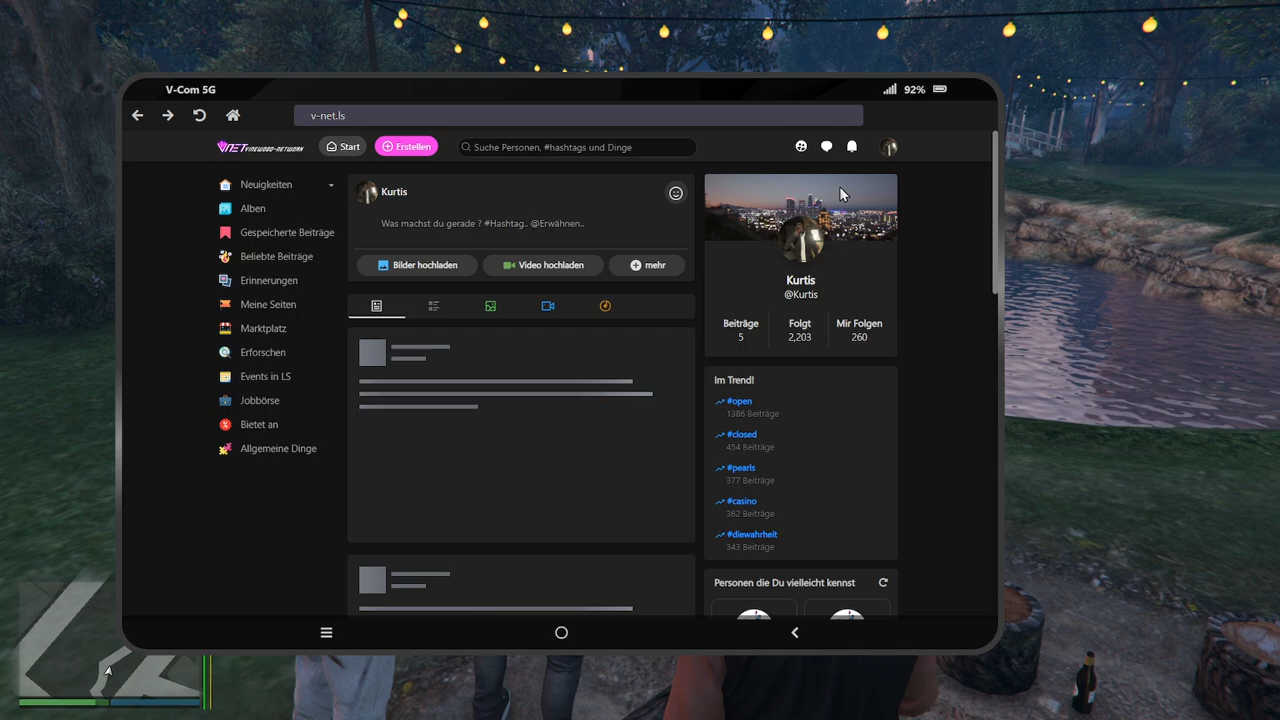 V-Com 5G
92%
v-net.ls
VNET VINEWOOD-NETWORK
Start
Erstellen
Suche Personen, #hashtags und Dinge
Neuigkeiten
Alben
Gespeicherte Beiträge
Beliebte Beiträge
Erinnerungen
Meine Seiten
Marktplatz
Erforschen
Events in LS
Jobbörse
Bietet an
Allgemeine Dinge
Kurtis
Was machst du gerade ? #Hashtag.. @Erwähnen..
Bilder hochladen
Video hochladen
mehr
Kurtis
@Kurtis
Beiträge
5
Folgt
2,203
Mir Folgen
260
Im Trend!
#open
1386 Beiträge
#closed
454 Beiträge
#pearls
377 Beiträge
#casino
362 Beiträge
#diewahrheit
343 Beiträge
Personen die Du vielleicht kennst